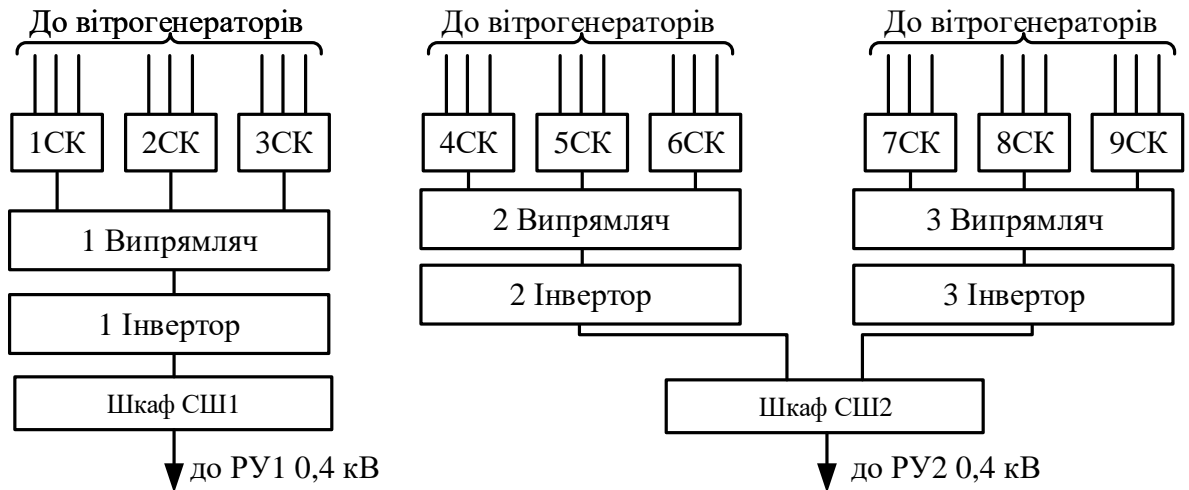 До вітрогенераторів
До вітрогенераторів
До вітрогенераторів
1СК 2СК 3СК
4СК 5СК 6СК
7СК 8СК 9СК
1 Випрямляч
2 Випрямляч
3 Випрямляч
1 Інвертор
2 Інвертор
3 Інвертор
Шкаф СШ1
Шкаф СШ2
до РУ1 0,4 кВ
до РУ2 0,4 кВ